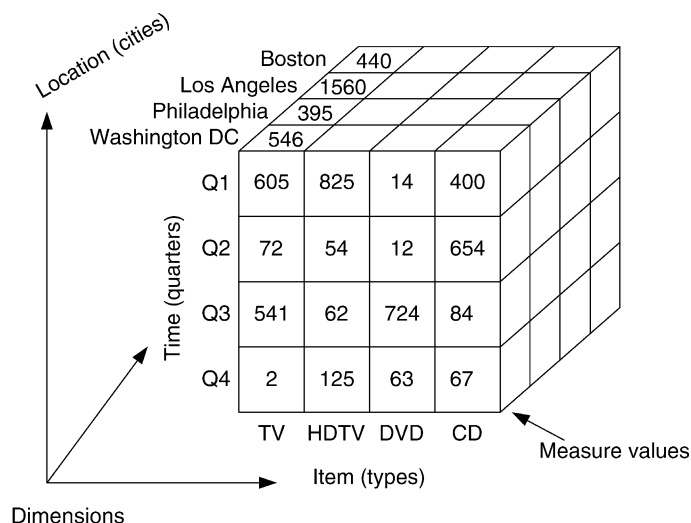 Location (cities)
Boston 440
Los Angeles 1560
Philadelphia 395
Washington DC 546
Q1 605 825 14 400
Q2 72 54 12 654
Q3 541 62 724 84
Q4 2 125 63 67
Time (quarters)
TV HDTV DVD CD
Measure values
Item (types)
Dimensions